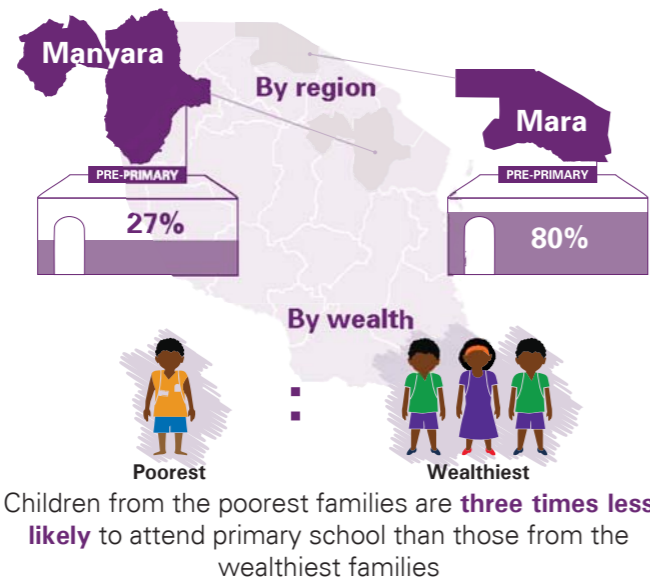 Manyara
By region
Mara
PRE-PRIMARY
PRE-PRIMARY
27%
80%
By wealth
:
Poorest
Wealthiest
Children from the poorest families are three times less
likely to attend primary school than those from the
wealthiest families